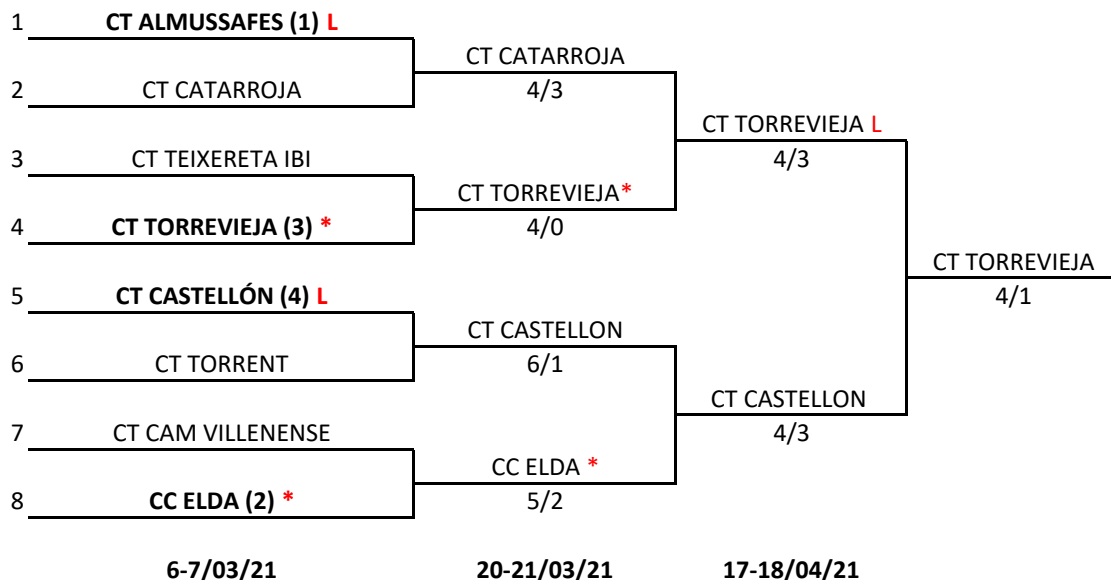 1 CT ALMUSSAFES (1) L
CT CATARROJA
4/3
2 CT CATARROJA
CT TORREVIEJA L
4/3
3 CT TEIXERETA IBI
CT TORREVIEJA*
4/0
4 CT TORREVIEJA (3) *
CT TORREVIEJA
4/1
5 CT CASTELLÓN (4) L
CT CASTELLON
6/1
6 CT TORRENT
CT CASTELLON
4/3
7 CT CAM VILLENENSE
CC ELDA *
5/2
8 CC ELDA (2) *
6-7/03/21 20-21/03/21 17-18/04/21